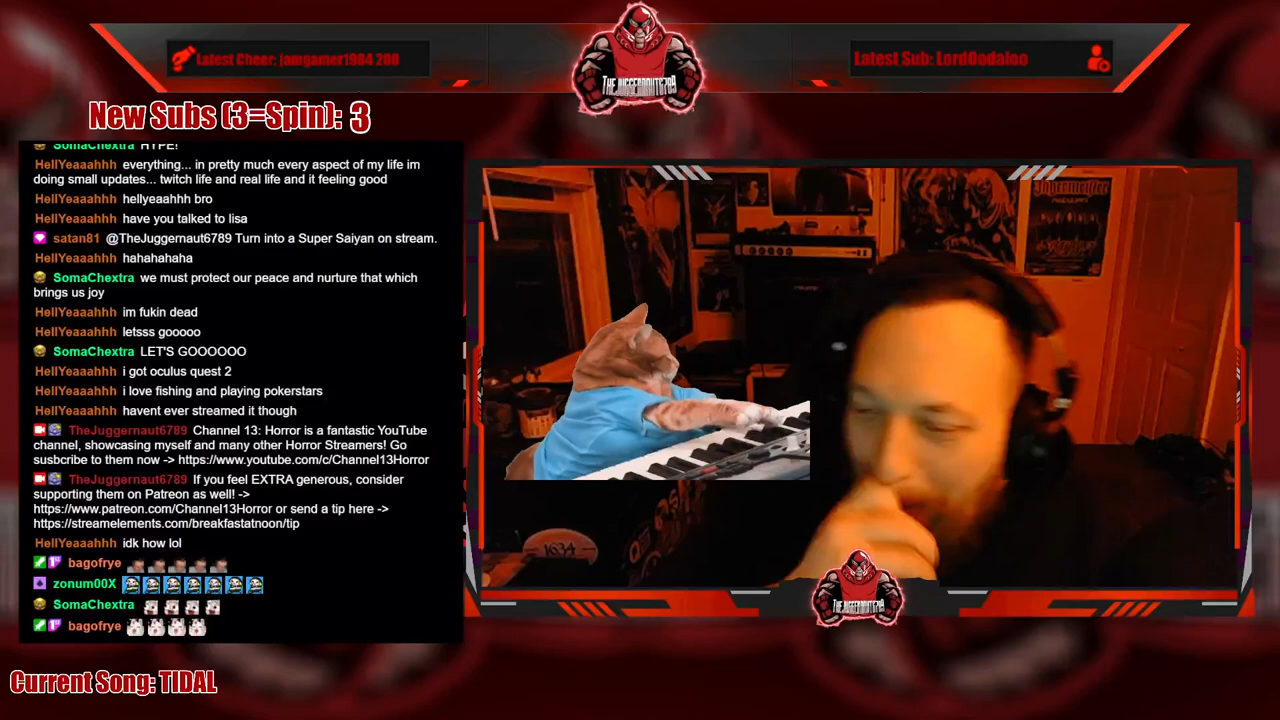 Latest Cheer: jamgamer1984 200
THEJUGGERNAUT6789
Latest Sub: LordOodaloo
New Subs (3=Spin): 3
SomaChextra HYPE!
HellYeaaahhh everything... in pretty much every aspect of my life im
doing small updates... twitch life and real life and it feeling good
HellYeaaahhh hellyeaahhh bro
HellYeaaahhh have you talked to lisa
satan81 @TheJuggernaut6789 Turn into a Super Saiyan on stream.
HellYeaaahhh hahahahaha
SomaChextra we must protect our peace and nurture that which
brings us joy
HellYeaaahhh im fukin dead
HellYeaaahhh letsss gooooo
SomaChextra LET'S GOOOOOO
HellYeaaahhh i got oculus quest 2
HellYeaaahhh i love fishing and playing pokerstars
HellYeaaahhh havent ever streamed it though
TheJuggernaut6789 Channel 13: Horror is a fantastic YouTube
channel, showcasing myself and many other Horror Streamers! Go
susbcribe to them now -> https://www.youtube.com/c/Channel13Horror
TheJuggernaut6789 If you feel EXTRA generous, consider
supporting them on Patreon as well! ->
https://www.patreon.com/Channel13Horror or send a tip here ->
https://streamelements.com/breakfastatnoon/tip
HellYeaaahhh idk how lol
bagofrye
zonum00X
SomaChextra
bagofrye
Jägermeister
1634
THEJUGGERNAUT6789
Current Song: TIDAL